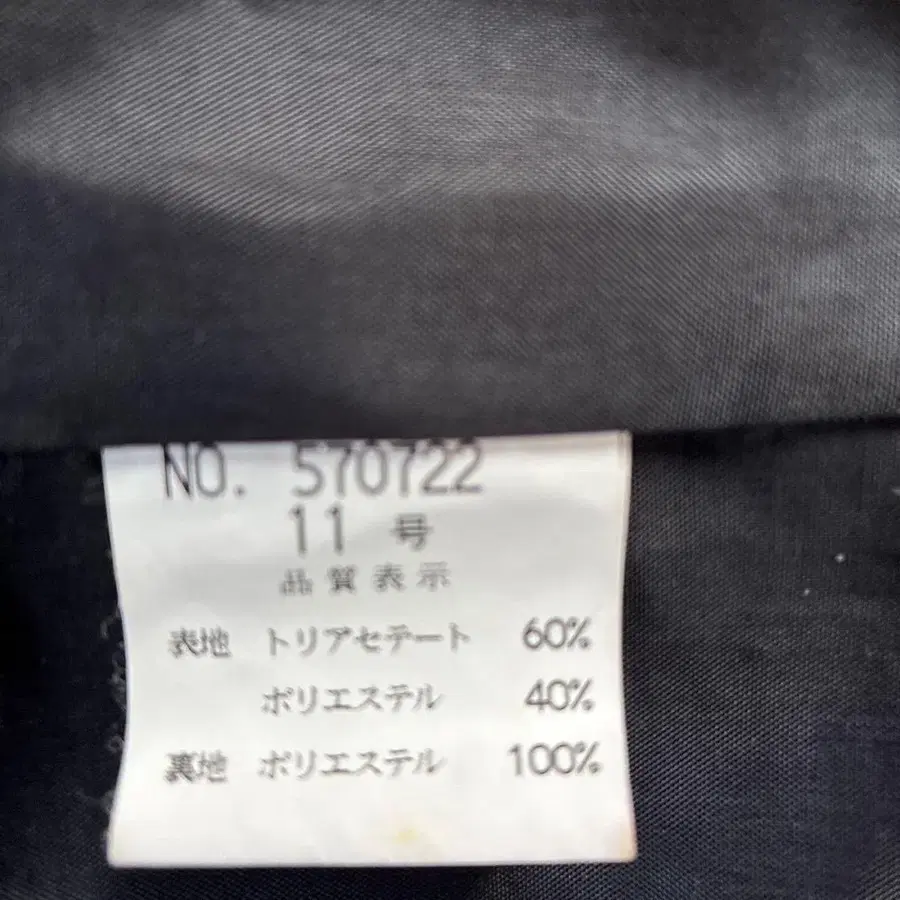 NO. 570722
11 号
品質表示
表地 トリアセテート 60%
ポリエステル 40%
裏地 ポリエステル 100%